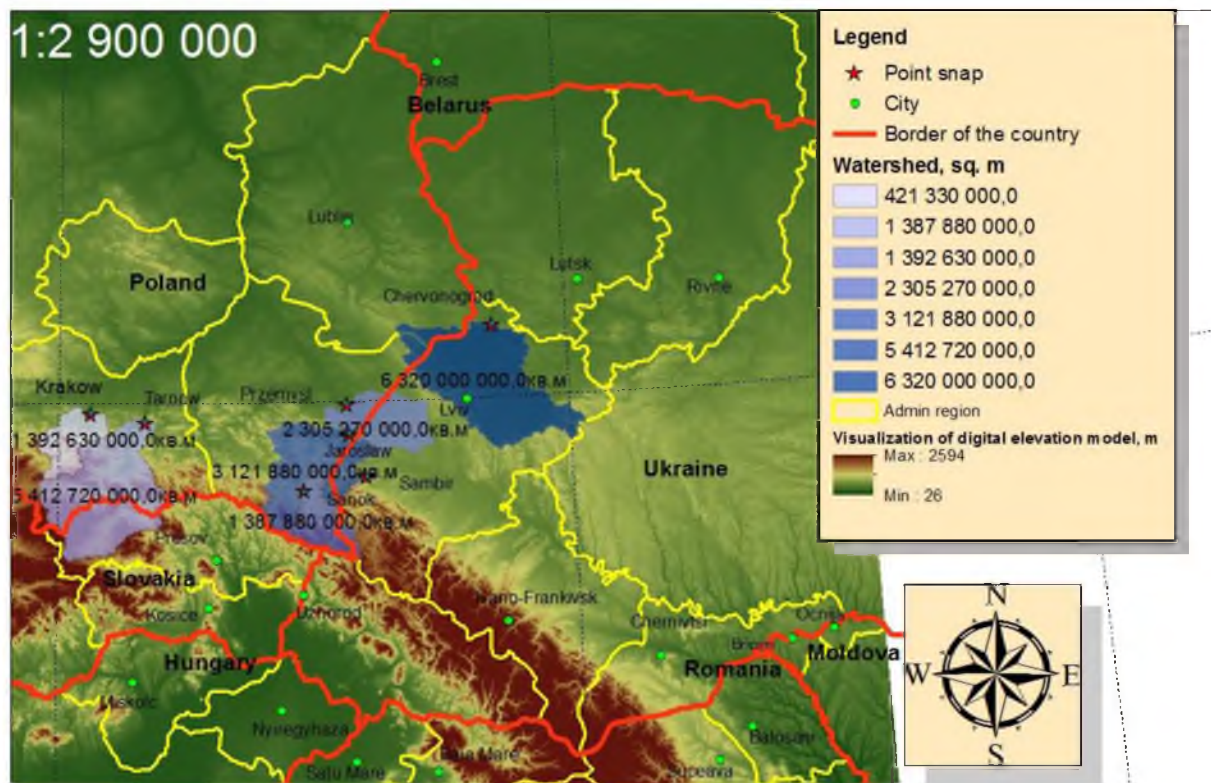 1:2 900 000
Brest
Belarus
Lublin
Poland
Lutsk
Rivne
Chervonogrod
Krakow
Tarnow
Przemysl
6 320 000 000,0кв.м
Lviv
1 392 630 000,0кв.м
2 305 270 000,0кв.м
Jaroslaw
3 121 880 000,0кв.м
Sambir
Ukraine
5 412 720 000,0кв.м
Sanok
1 387 880 000,0кв.м
Presov
Slovakia
Kosice
Uzhorod
Ivano-Frankivsk
Chernivtsi
Ocnita
Briceni
Moldova
Hungary
Romania
Miskolc
Nyiregyhaza
Balosani
Satu Mare
Baia Mare
Suceava
Legend
Point snap
City
Border of the country
Watershed, sq. m
421 330 000,0
1 387 880 000,0
1 392 630 000,0
2 305 270 000,0
3 121 880 000,0
5 412 720 000,0
6 320 000 000,0
Admin region
Visualization of digital elevation model, m
Max : 2594
Min : 26
N
W E
S